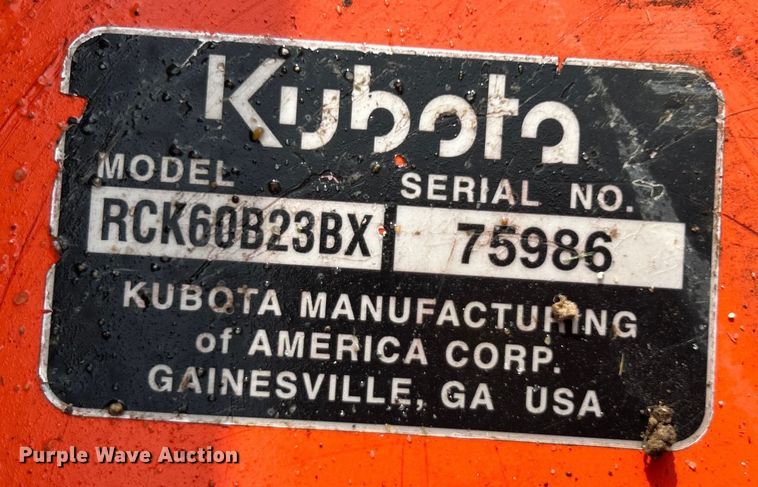 Kubota
MODEL SERIAL NO.
RCK60B23BX 75986
KUBOTA MANUFACTURING
of AMERICA CORP.
GAINESVILLE, GA USA
Purple Wave Auction